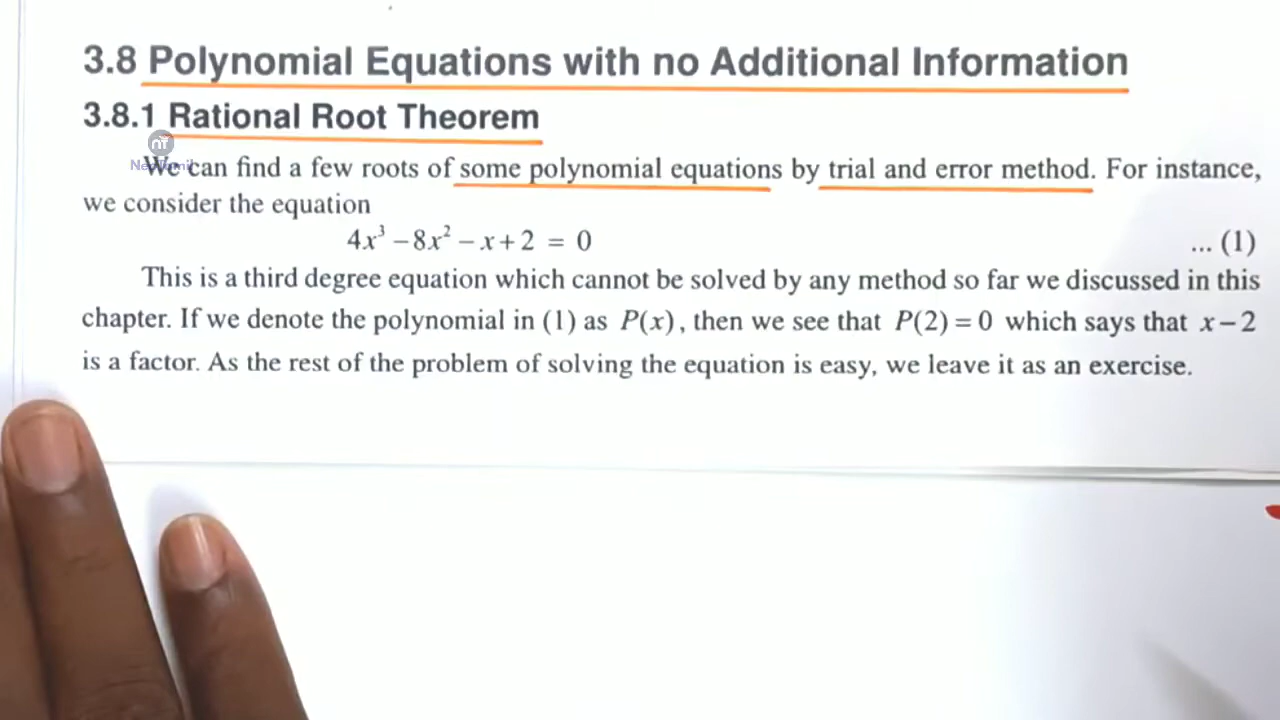 3.8 Polynomial Equations with no Additional Information
3.8.1 Rational Root Theorem
We can find a few roots of some polynomial equations by trial and error method. For instance,
we consider the equation
4x³ – 8x² – x + 2 = 0 ... (1)
This is a third degree equation which cannot be solved by any method so far we discussed in this
chapter. If we denote the polynomial in (1) as P(x), then we see that P(2) = 0 which says that x – 2
is a factor. As the rest of the problem of solving the equation is easy, we leave it as an exercise.